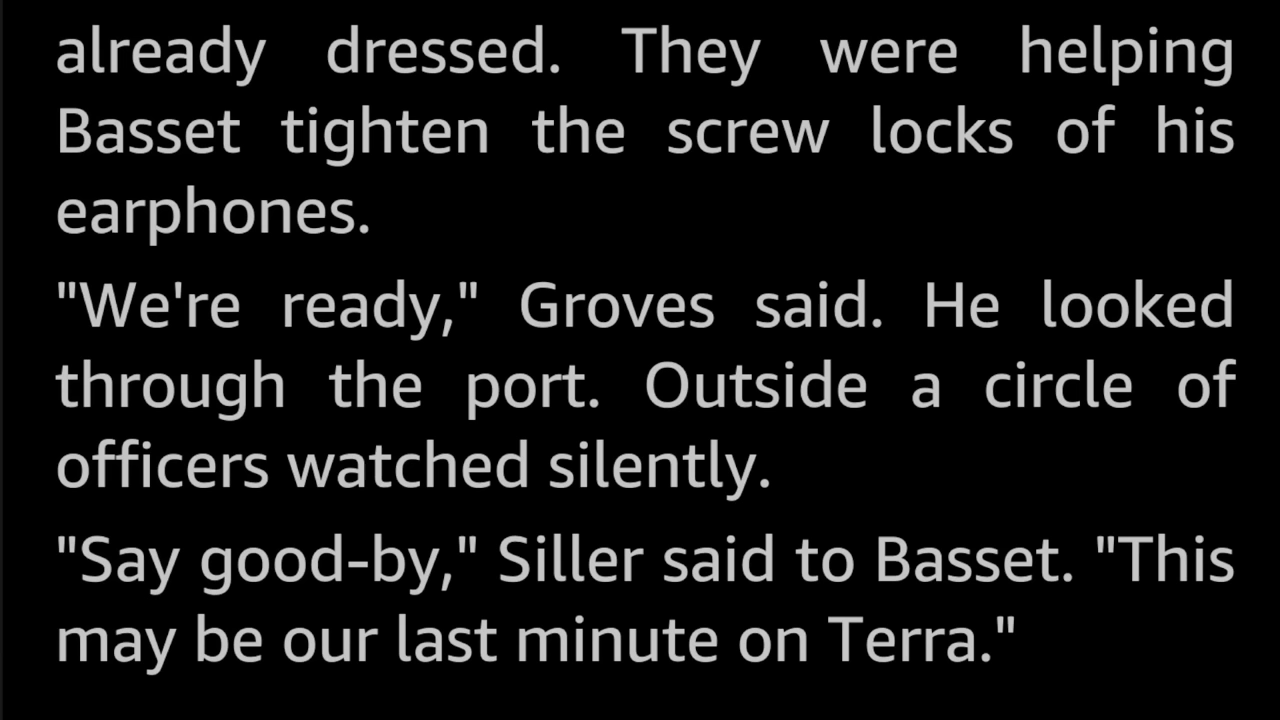 already dressed. They were helping
Basset tighten the screw locks of his
earphones.
"We're ready," Groves said. He looked
through the port. Outside a circle of
officers watched silently.
"Say good-by," Siller said to Basset. "This
may be our last minute on Terra."